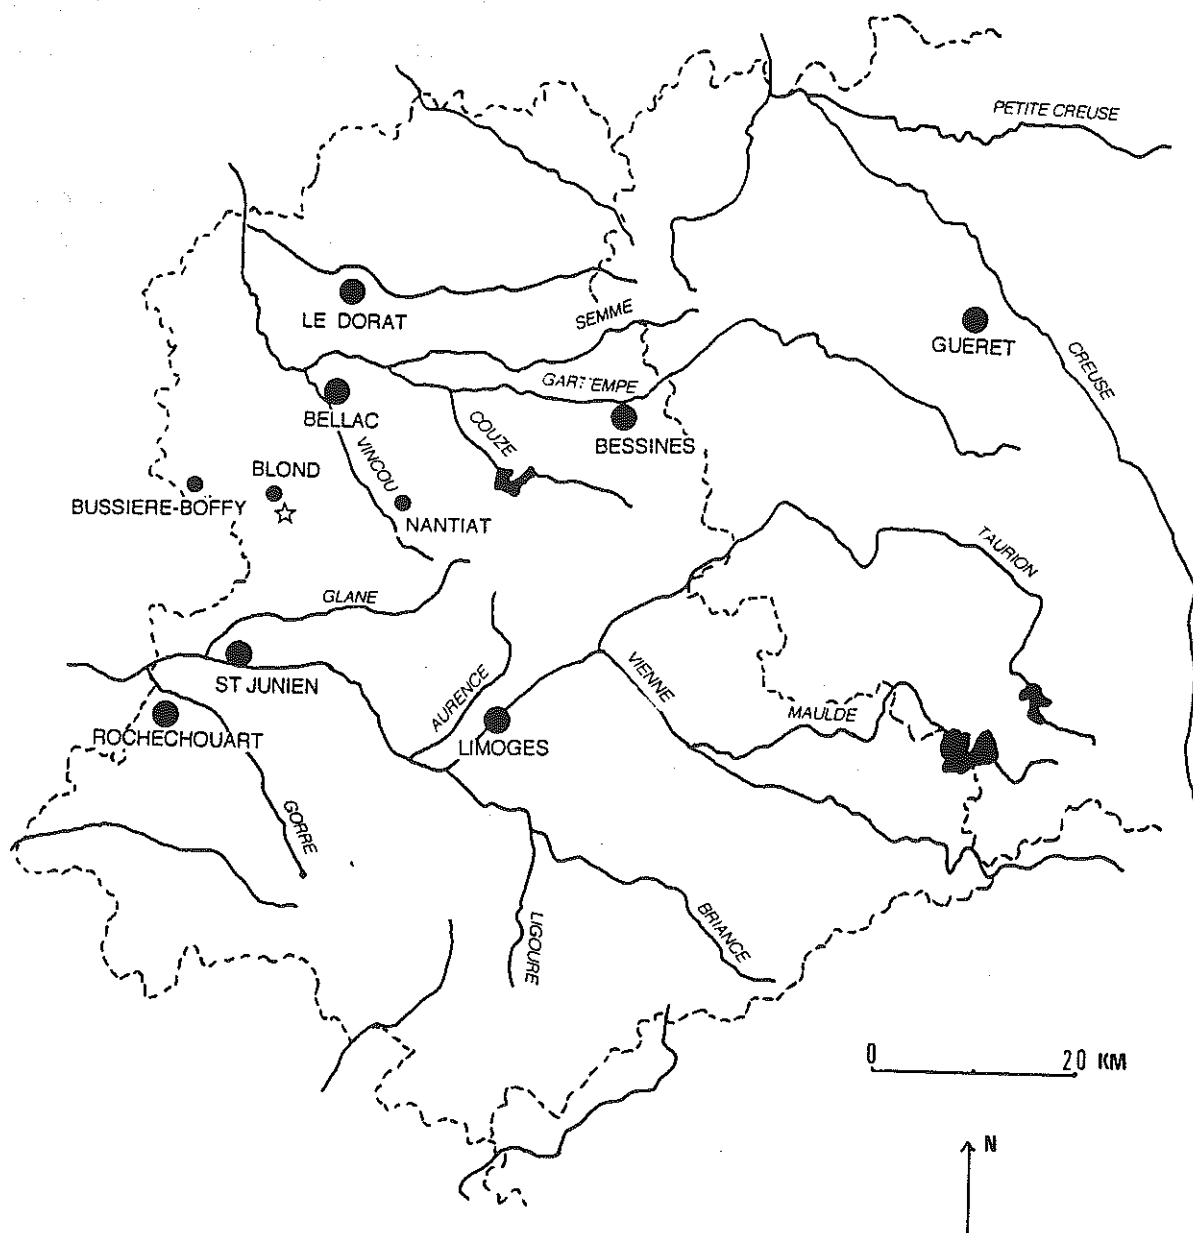 PETITE CREUSE
LE DORAT
SEMME
GUERET
CREUSE
GARTEMPE
BELLAC
COUZE
BESSINES
VINCOU
BLOND
BUSSIERE-BOFFY
NANTIAT
TAURION
GLANE
ST JUNIEN
VIENNE
AURENCE
MAULDE
ROCHECHOUART
LIMOGES
GORRE
LIGOURE
BRIANCE
0 20 KM
N